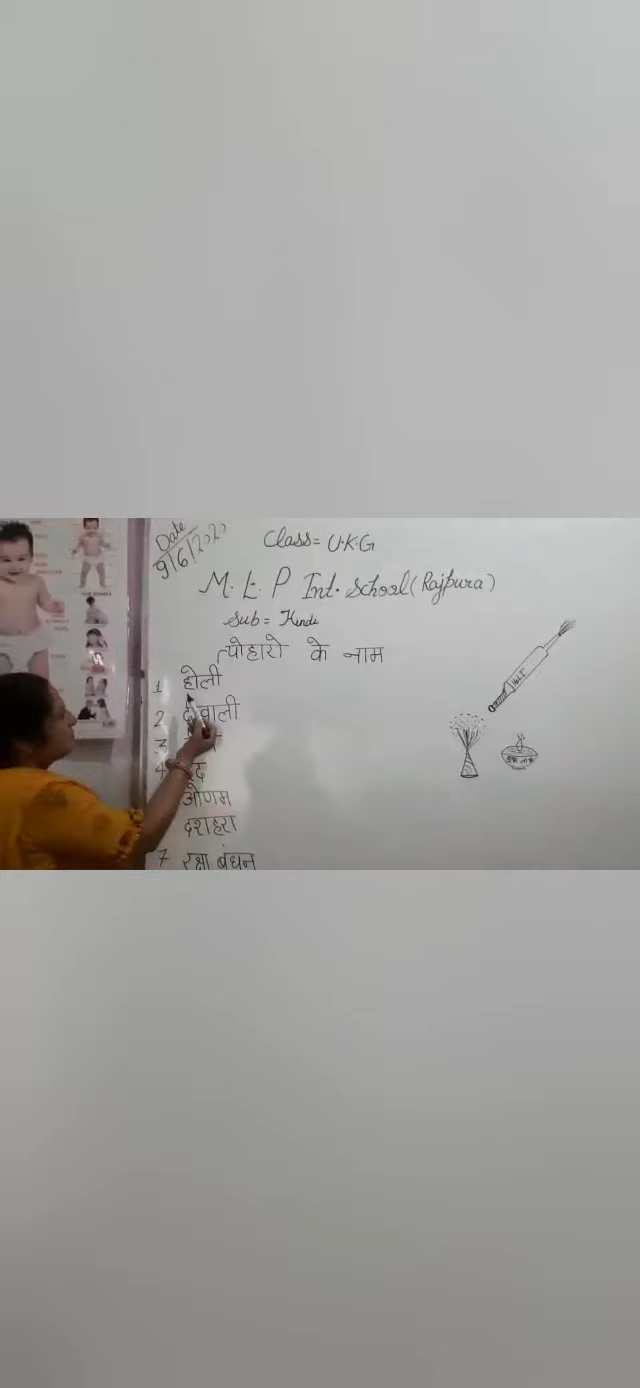 Date
9/6/2020
Class = U.K.G
M. L. P Int. School (Rajpura)
Sub = Hindi
त्योहारो के नाम
1 होली
2 दीवाली
3
4
ओणम
दशहरा
7 रक्षा बंधन
HOLI
शुभ लाभ